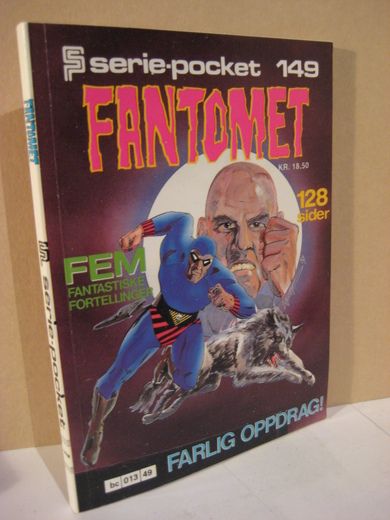 serie-pocket 149
FANTOMET
KR. 18.50
128
sider
FEM
FANTASTISKE
FORTELLINGER
FARLIG OPPDRAG!
bc 013 49
FANTOMET
serie-pocket